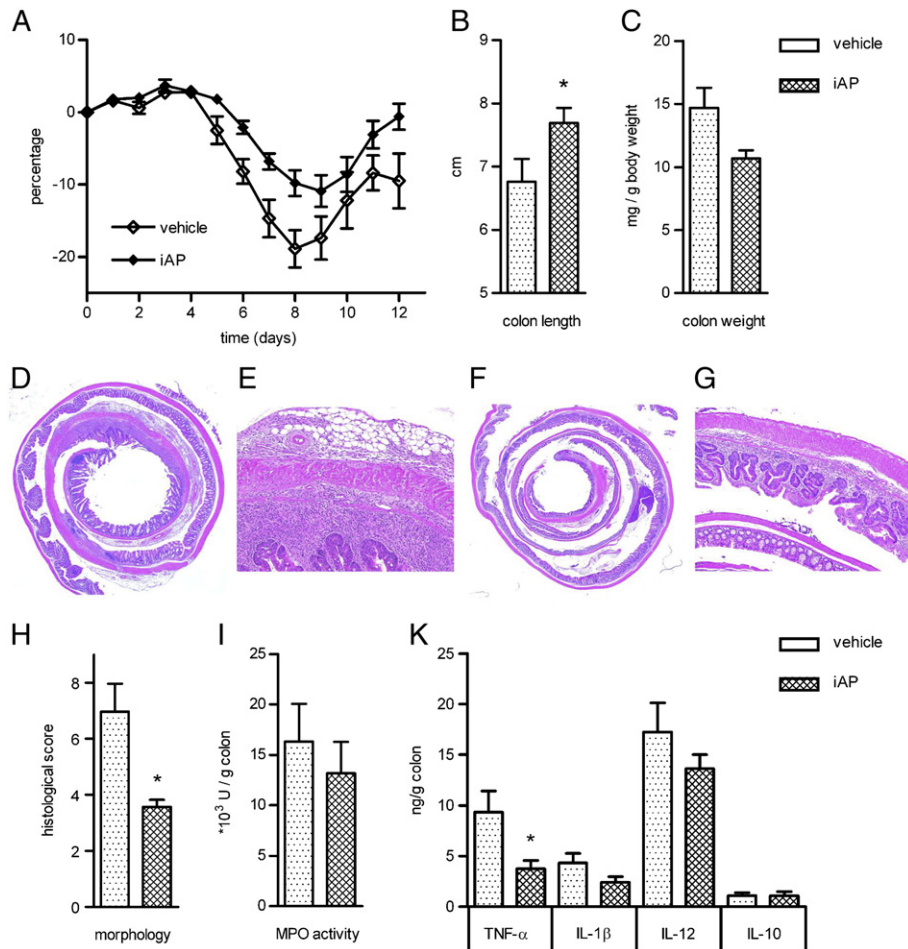 A
10
0
-10
-20
percentage
vehicle
iAP
0 2 4 6 8 10 12
time (days)
B
9
8
7
6
5
cm
*
colon length
C
20
15
10
5
0
mg / g body weight
colon weight
vehicle
iAP
D
E
F
G
H
8
6
4
2
0
histological score
*
morphology
I
25
20
15
10
5
0
*10³ U / g colon
MPO activity
K
25
20
15
10
5
0
ng/g colon
*
TNF-α IL-1β IL-12 IL-10
vehicle
iAP